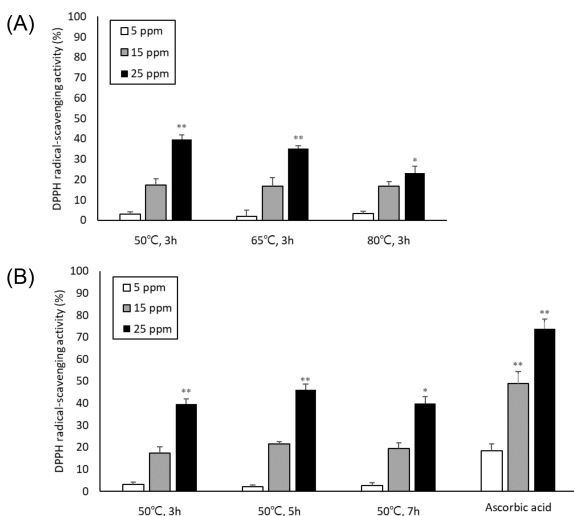 (A)
DPPH radical-scavenging activity (%)
100
90
80
70
60
50
40
30
20
10
0
5 ppm
15 ppm
25 ppm
**
**
*
50℃, 3h
65℃, 3h
80℃, 3h
(B)
DPPH radical-scavenging activity (%)
100
90
80
70
60
50
40
30
20
10
0
5 ppm
15 ppm
25 ppm
**
**
*
**
**
50℃, 3h
50℃, 5h
50℃, 7h
Ascorbic acid